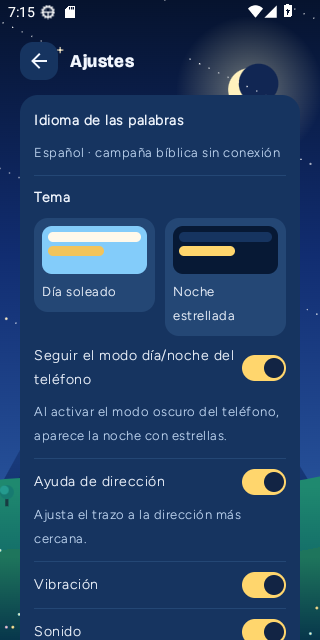 7:15
Ajustes
Idioma de las palabras
Español · campaña bíblica sin conexión
Tema
Día soleado
Noche
estrellada
Seguir el modo día/noche del
teléfono
Al activar el modo oscuro del teléfono,
aparece la noche con estrellas.
Ayuda de dirección
Ajusta el trazo a la dirección más
cercana.
Vibración
Sonido